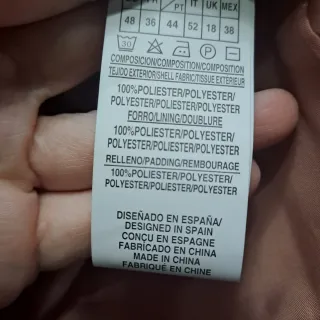 PT IT UK MEX
48 36 44 52 18 38
30 P
COMPOSICION/COMPOSITION/COMPOSITION
TEJIDO EXTERIOR/SHELL FABRIC/TISSUE EXTERIEUR
100%POLIESTER/POLYESTER/
POLYESTER/POLIESTER/POLYESTER
FORRO/LINING/DOUBLURE
100%POLIESTER/POLYESTER/
POLYESTER/POLIESTER/POLYESTER
RELLENO/PADDING/REMBOURAGE
100%POLIESTER/POLYESTER/
POLYESTER/POLIESTER/POLYESTER
DISEÑADO EN ESPAÑA/
DESIGNED IN SPAIN
CONÇU EN ESPAGNE
FABRICADO EN CHINA
MADE IN CHINA
FABRIQUÉ EN CHINE